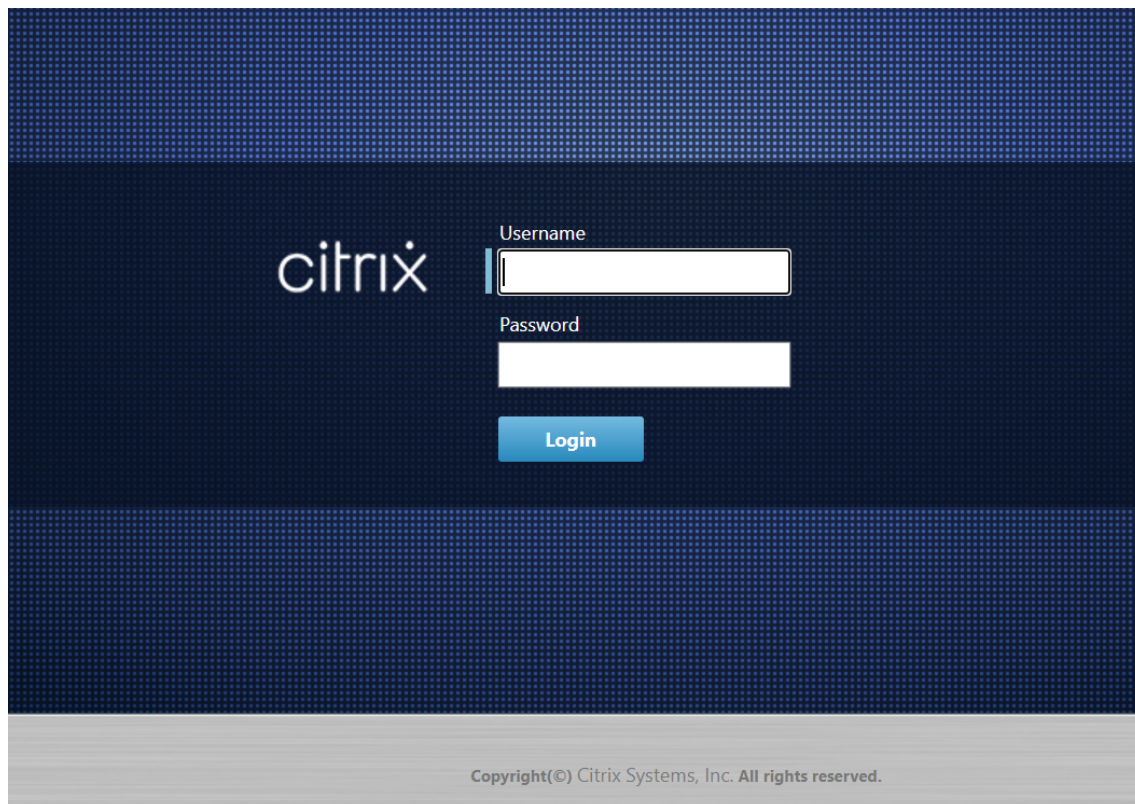 citrix
Username
Password
Login
Copyright(©) Citrix Systems, Inc. All rights reserved.